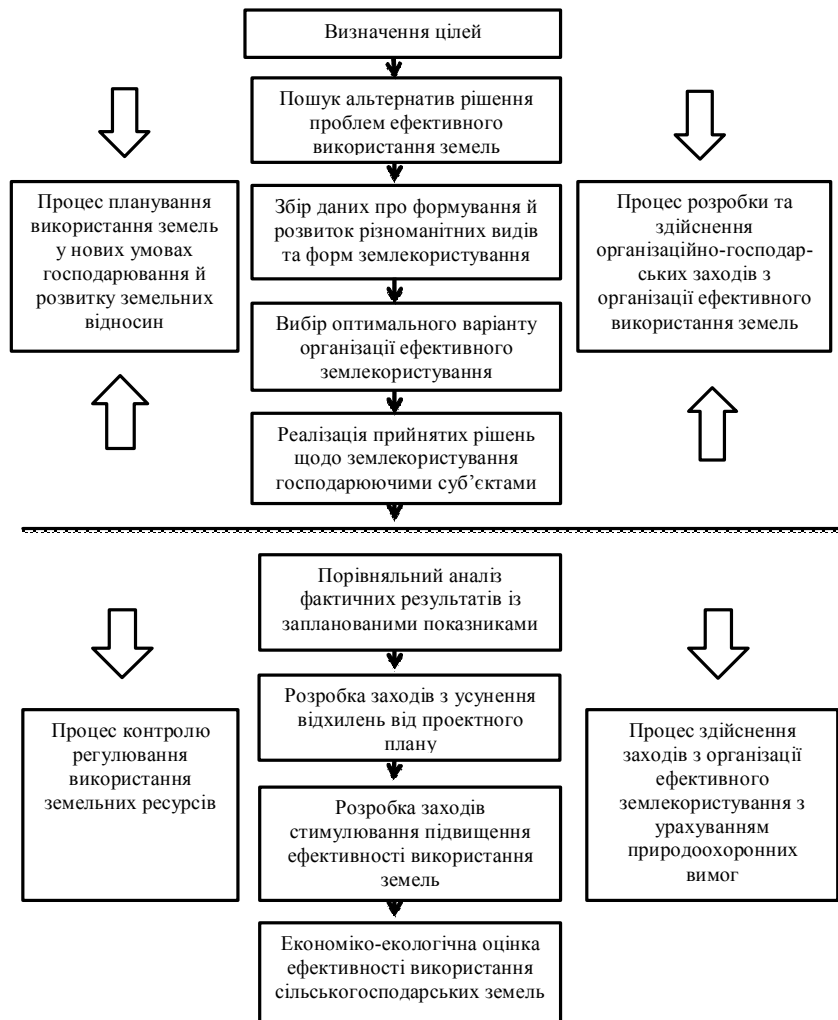 Визначення цілей
Пошук альтернатив рішення
проблем ефективного
використання земель
Процес планування
використання земель
у нових умовах
господарювання й
розвитку земельних
відносин
Збір даних про формування й
розвиток різноманітних видів
та форм землекористування
Процес розробки та
здійснення
організаційно-господар-
ських заходів з
організації ефективного
використання земель
Вибір оптимального варіанту
організації ефективного
землекористування
Реалізація прийнятих рішень
щодо землекористування
господарюючими суб’єктами
Порівняльний аналіз
фактичних результатів із
запланованими показниками
Розробка заходів з усунення
відхилень від проектного
плану
Процес контролю
регулювання
використання
земельних ресурсів
Розробка заходів
стимулювання підвищення
ефективності використання
земель
Процес здійснення
заходів з організації
ефективного
землекористування з
урахуванням
природоохоронних
вимог
Економіко-екологічна оцінка
ефективності використання
сільськогосподарських земель